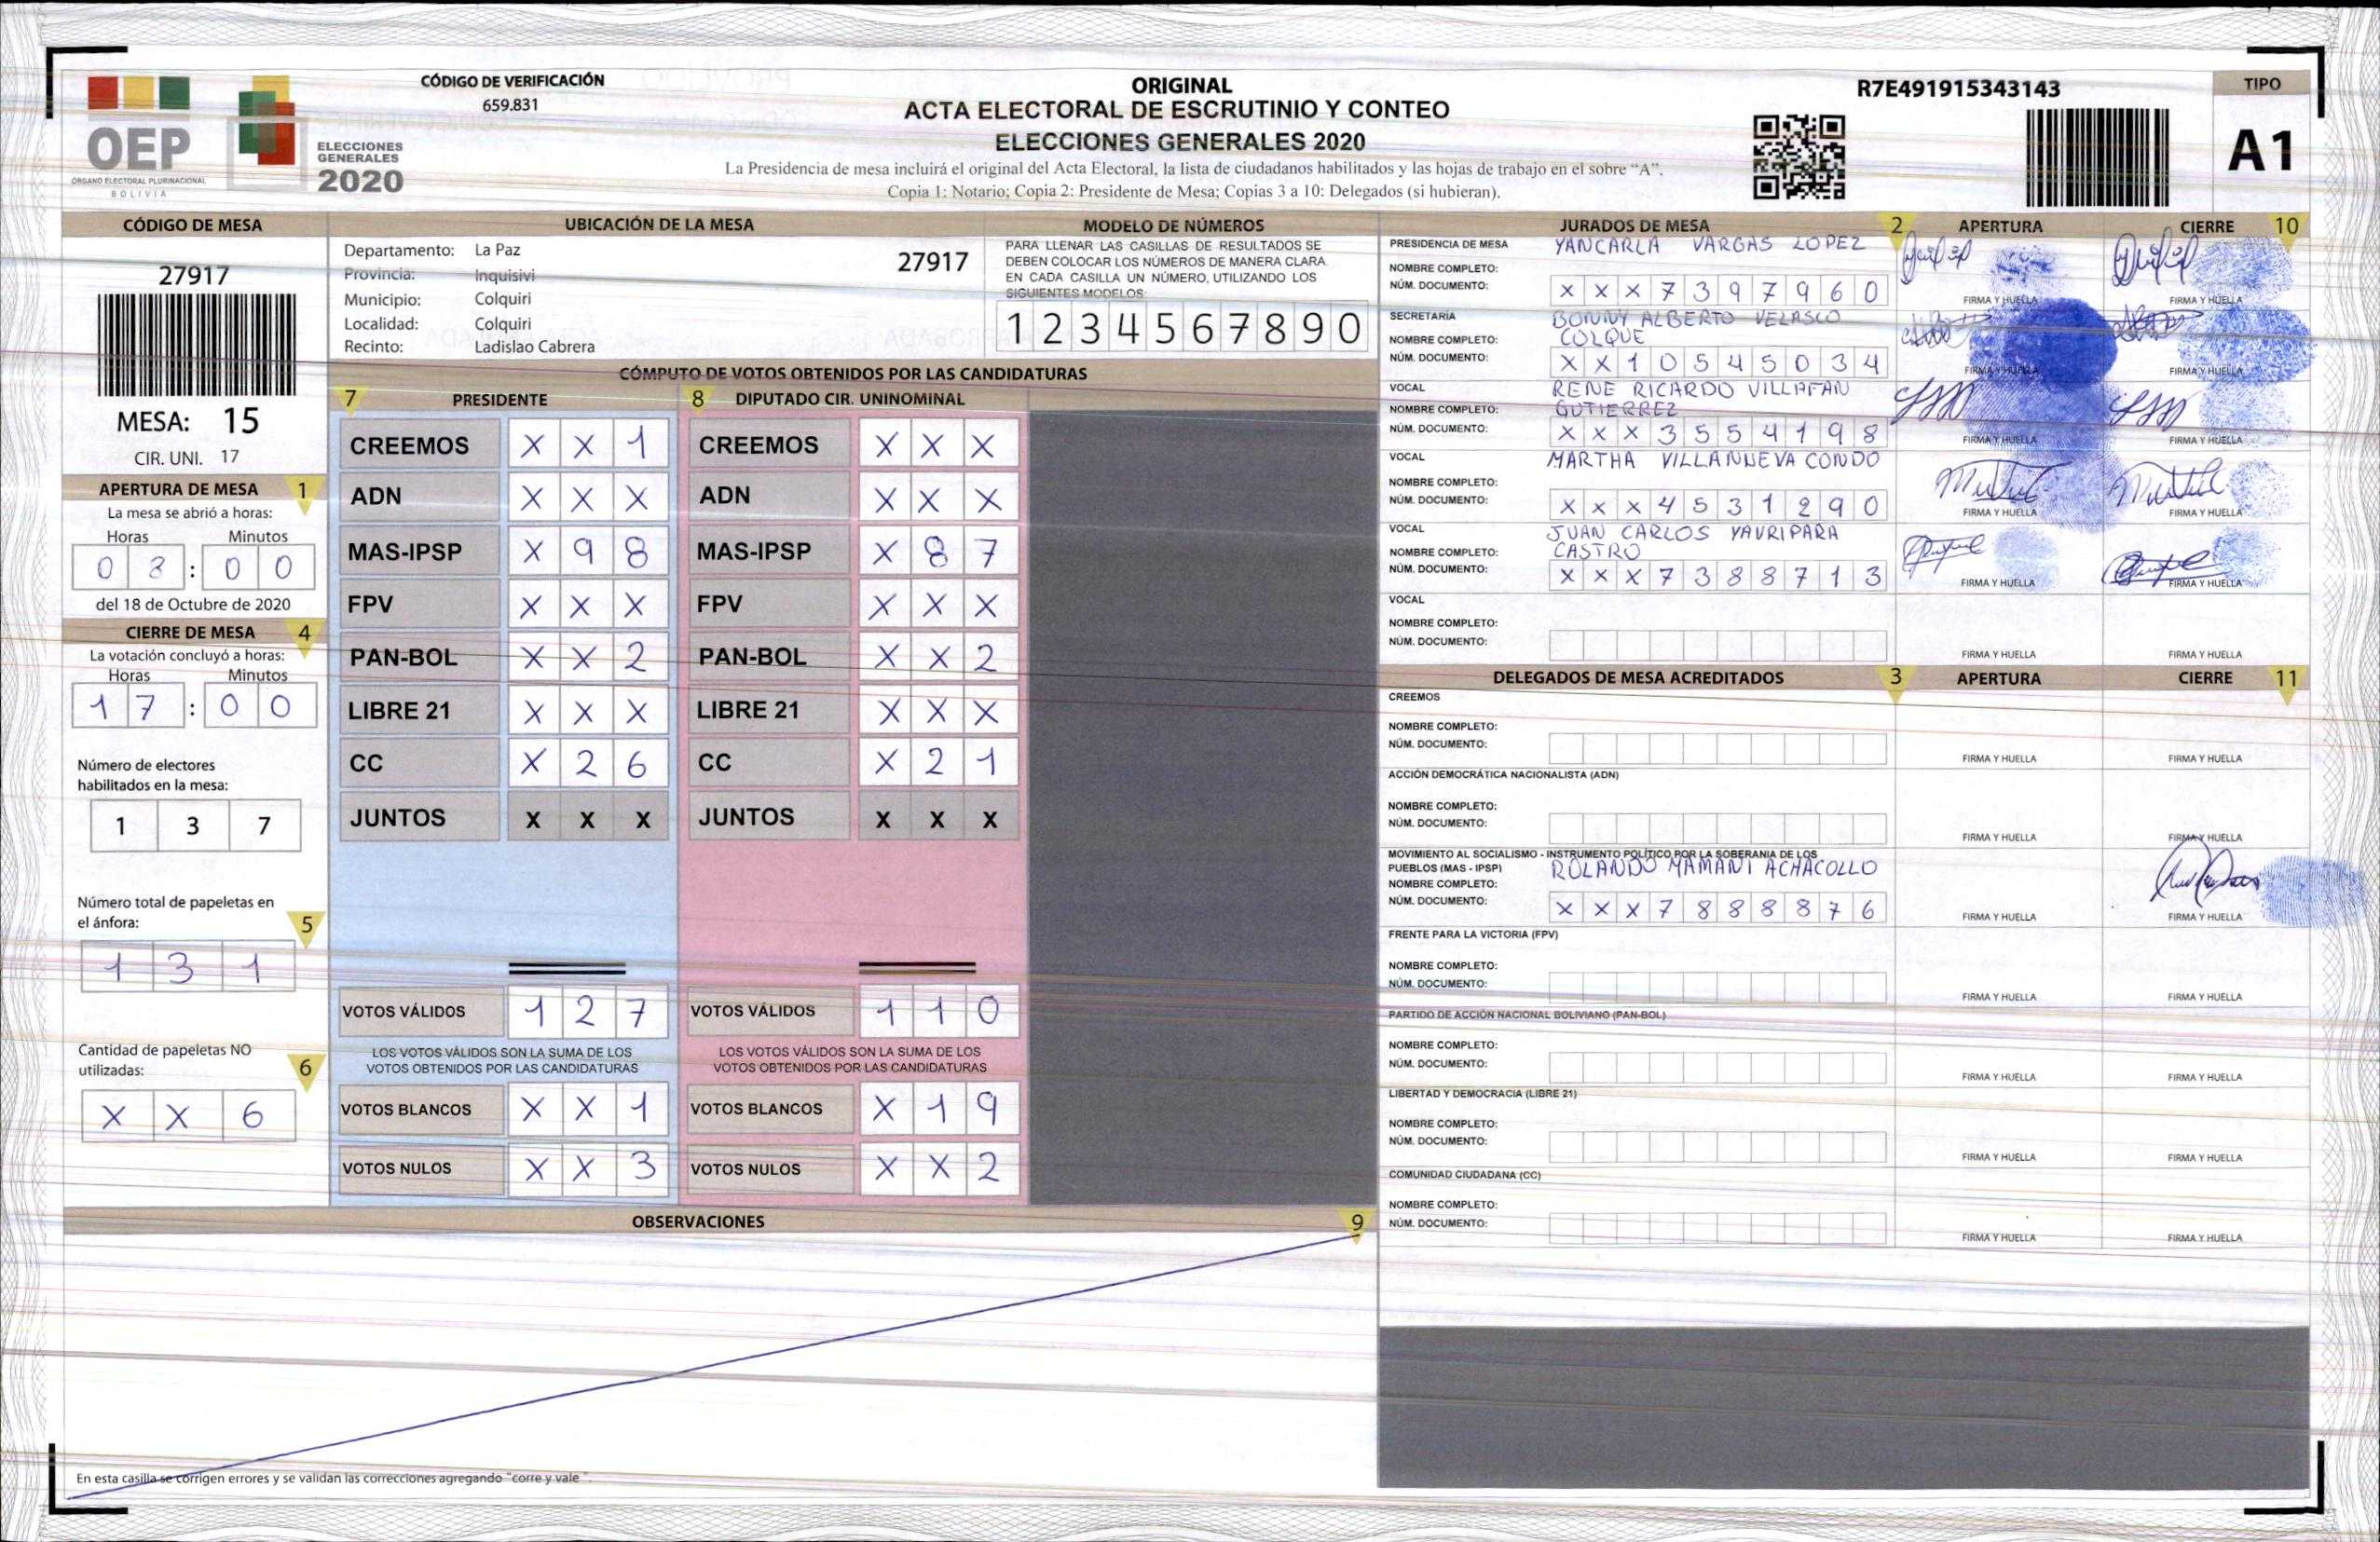 CÓDIGO DE VERIFICACIÓN
659.831
OEP
ÓRGANO ELECTORAL PLURINACIONAL
BOLIVIA
ELECCIONES
GENERALES
2020
ORIGINAL
ACTA ELECTORAL DE ESCRUTINIO Y CONTEO
ELECCIONES GENERALES 2020
La Presidencia de mesa incluirá el original del Acta Electoral, la lista de ciudadanos habilitados y las hojas de trabajo en el sobre “A”.
Copia 1: Notario; Copia 2: Presidente de Mesa; Copias 3 a 10: Delegados (si hubieran).
R7E491915343143
TIPO
A1
CÓDIGO DE MESA
27917
MESA: 15
CIR. UNI. 17
APERTURA DE MESA 1
La mesa se abrió a horas:
Horas Minutos
0 8 : 0 0
del 18 de Octubre de 2020
CIERRE DE MESA 4
La votación concluyó a horas:
Horas Minutos
1 7 : 0 0
Número de electores
habilitados en la mesa:
1 3 7
Número total de papeletas en
el ánfora: 5
1 3 1
Cantidad de papeletas NO
utilizadas: 6
X X 6
UBICACIÓN DE LA MESA
Departamento: La Paz
Provincia: Inquisivi
Municipio: Colquiri
Localidad: Colquiri
Recinto: Ladislao Cabrera
27917
MODELO DE NÚMEROS
PARA LLENAR LAS CASILLAS DE RESULTADOS SE
DEBEN COLOCAR LOS NÚMEROS DE MANERA CLARA.
EN CADA CASILLA UN NÚMERO, UTILIZANDO LOS
SIGUIENTES MODELOS:
1 2 3 4 5 6 7 8 9 0
CÓMPUTO DE VOTOS OBTENIDOS POR LAS CANDIDATURAS
7 PRESIDENTE
CREEMOS X X 1
ADN X X X
MAS-IPSP X 9 8
FPV X X X
PAN-BOL X X 2
LIBRE 21 X X X
CC X 2 6
JUNTOS X X X
VOTOS VÁLIDOS 1 2 7
LOS VOTOS VÁLIDOS SON LA SUMA DE LOS
VOTOS OBTENIDOS POR LAS CANDIDATURAS
VOTOS BLANCOS X X 1
VOTOS NULOS X X 3
8 DIPUTADO CIR. UNINOMINAL
CREEMOS X X X
ADN X X X
MAS-IPSP X 8 7
FPV X X X
PAN-BOL X X 2
LIBRE 21 X X X
CC X 2 1
JUNTOS X X X
VOTOS VÁLIDOS 1 1 0
LOS VOTOS VÁLIDOS SON LA SUMA DE LOS
VOTOS OBTENIDOS POR LAS CANDIDATURAS
VOTOS BLANCOS X 1 9
VOTOS NULOS X X 2
OBSERVACIONES 9
En esta casilla se corrigen errores y se validan las correcciones agregando "corre y vale".
JURADOS DE MESA 2 APERTURA CIERRE 10
PRESIDENCIA DE MESA YANCARLA VARGAS LOPEZ
NOMBRE COMPLETO:
NÚM. DOCUMENTO: X X X 7 3 9 7 9 6 0
FIRMA Y HUELLA FIRMA Y HUELLA
SECRETARIA BONNY ALBERTO VELASCO
NOMBRE COMPLETO: COLQUE
NÚM. DOCUMENTO: X X 1 0 5 4 5 0 3 4
FIRMA Y HUELLA FIRMA Y HUELLA
VOCAL RENE RICARDO VILLAFAN
NOMBRE COMPLETO: GUTIERREZ
NÚM. DOCUMENTO: X X X 3 5 5 4 1 9 8
FIRMA Y HUELLA FIRMA Y HUELLA
VOCAL MARTHA VILLANUEVA CONDO
NOMBRE COMPLETO:
NÚM. DOCUMENTO: X X X 4 5 3 1 2 9 0
FIRMA Y HUELLA FIRMA Y HUELLA
VOCAL JUAN CARLOS YAVRIPARA
NOMBRE COMPLETO: CASTRO
NÚM. DOCUMENTO: X X X 7 3 8 8 7 1 3
FIRMA Y HUELLA FIRMA Y HUELLA
VOCAL
NOMBRE COMPLETO:
NÚM. DOCUMENTO:
FIRMA Y HUELLA FIRMA Y HUELLA
DELEGADOS DE MESA ACREDITADOS 3 APERTURA CIERRE 11
CREEMOS
NOMBRE COMPLETO:
NÚM. DOCUMENTO:
FIRMA Y HUELLA FIRMA Y HUELLA
ACCIÓN DEMOCRÁTICA NACIONALISTA (ADN)
NOMBRE COMPLETO:
NÚM. DOCUMENTO:
FIRMA Y HUELLA FIRMA Y HUELLA
MOVIMIENTO AL SOCIALISMO - INSTRUMENTO POLÍTICO POR LA SOBERANIA DE LOS
PUEBLOS (MAS - IPSP) ROLANDO MAMANI ACHACOLLO
NOMBRE COMPLETO:
NÚM. DOCUMENTO: X X X 7 8 8 8 8 7 6
FIRMA Y HUELLA FIRMA Y HUELLA
FRENTE PARA LA VICTORIA (FPV)
NOMBRE COMPLETO:
NÚM. DOCUMENTO:
FIRMA Y HUELLA FIRMA Y HUELLA
PARTIDO DE ACCIÓN NACIONAL BOLIVIANO (PAN-BOL)
NOMBRE COMPLETO:
NÚM. DOCUMENTO:
FIRMA Y HUELLA FIRMA Y HUELLA
LIBERTAD Y DEMOCRACIA (LIBRE 21)
NOMBRE COMPLETO:
NÚM. DOCUMENTO:
FIRMA Y HUELLA FIRMA Y HUELLA
COMUNIDAD CIUDADANA (CC)
NOMBRE COMPLETO:
NÚM. DOCUMENTO:
FIRMA Y HUELLA FIRMA Y HUELLA